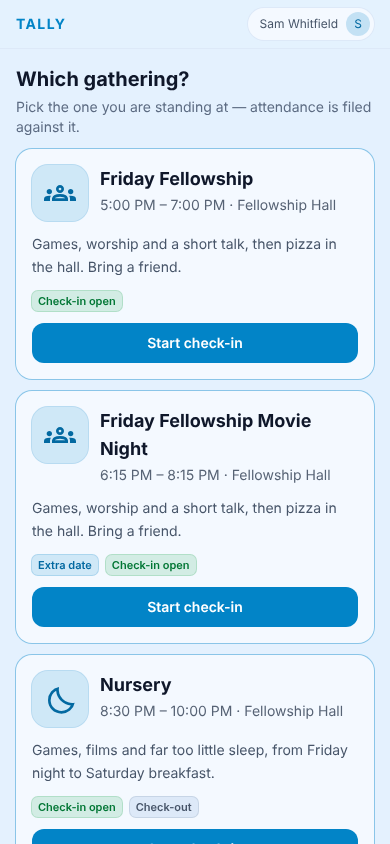 TALLY
Sam Whitfield
S
Which gathering?
Pick the one you are standing at — attendance is filed
against it.
Friday Fellowship
5:00 PM – 7:00 PM · Fellowship Hall
Games, worship and a short talk, then pizza in
the hall. Bring a friend.
Check-in open
Start check-in
Friday Fellowship Movie
Night
6:15 PM – 8:15 PM · Fellowship Hall
Games, worship and a short talk, then pizza in
the hall. Bring a friend.
Extra date
Check-in open
Start check-in
Nursery
8:30 PM – 10:00 PM · Fellowship Hall
Games, films and far too little sleep, from Friday
night to Saturday breakfast.
Check-in open
Check-out